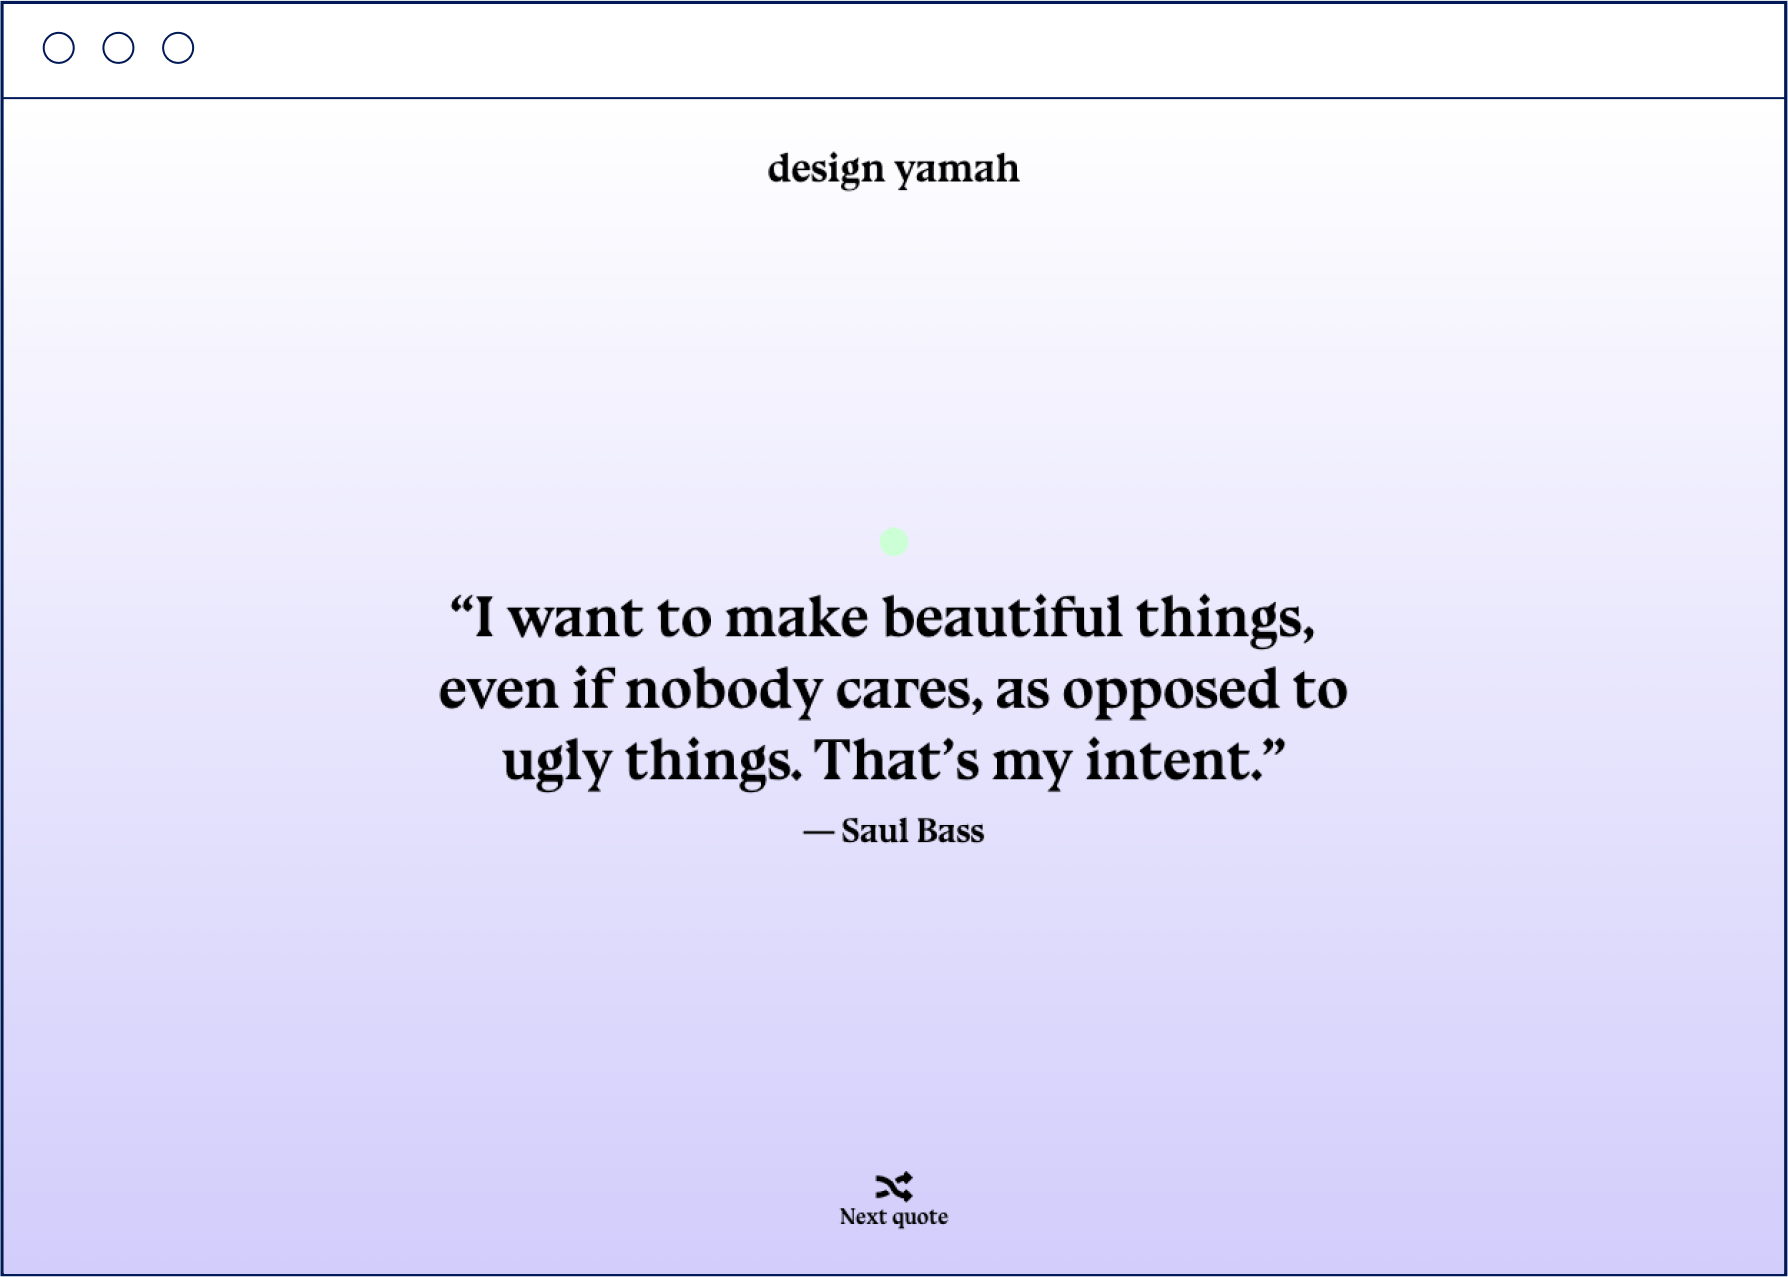 design yamah
“I want to make beautiful things,
even if nobody cares, as opposed to
ugly things. That’s my intent.”
— Saul Bass
Next quote